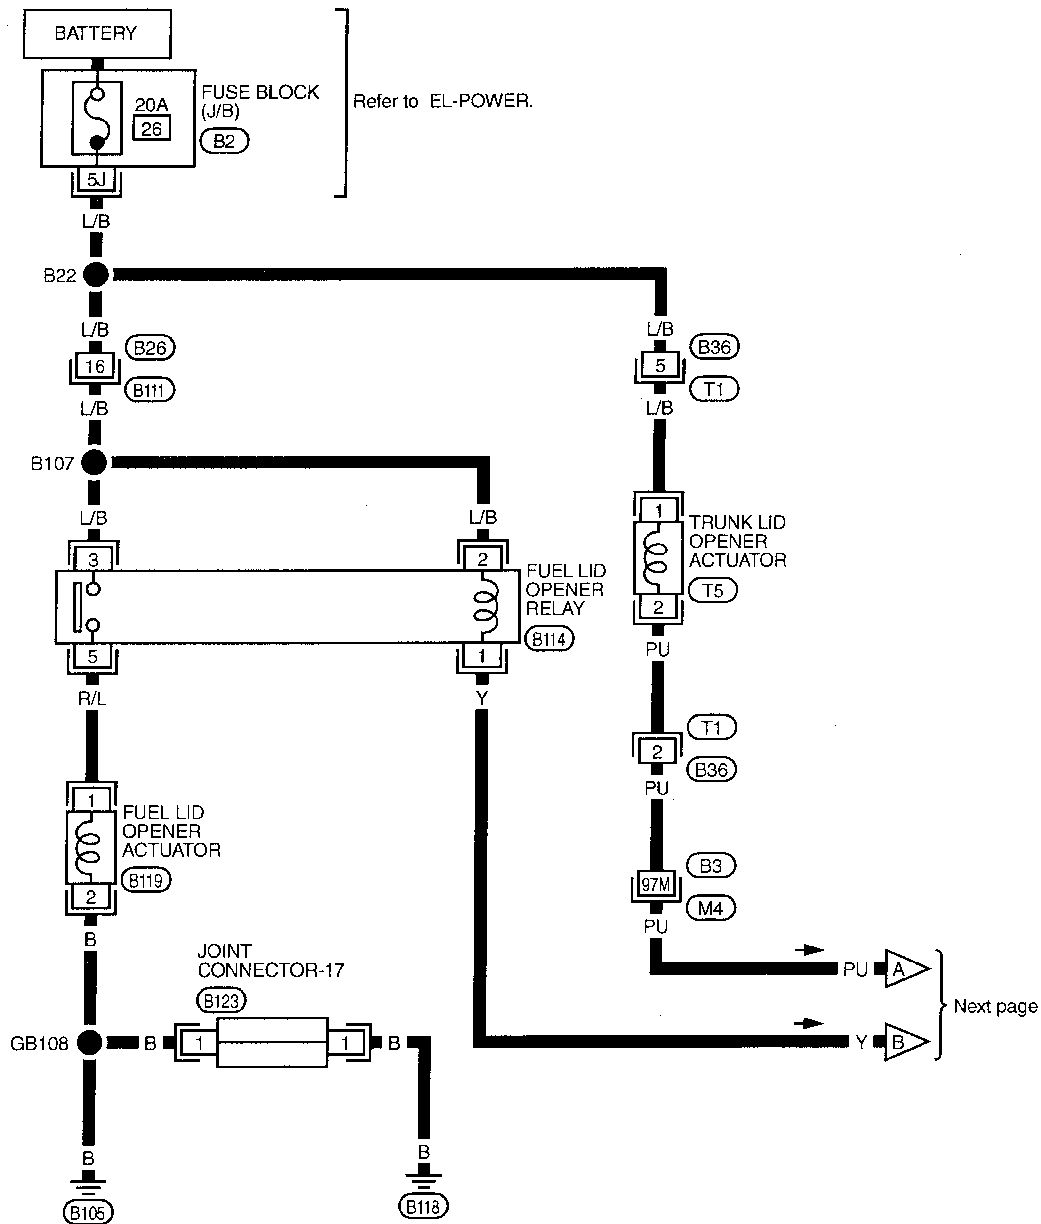 BATTERY
20A
26
FUSE BLOCK
(J/B)
B2
Refer to EL-POWER.
5J
L/B
B22
L/B
B26
16
B111
L/B
L/B
B36
5
T1
L/B
B107
L/B
L/B
3
2
FUEL LID
OPENER
RELAY
B114
5
1
R/L
Y
1
TRUNK LID
OPENER
ACTUATOR
T5
2
PU
T1
2
B36
PU
1
FUEL LID
OPENER
ACTUATOR
B119
2
B
B3
97M
M4
PU
JOINT
CONNECTOR-17
B123
PU
A
Next page
GB108
B
1
1
B
Y
B
B
B
B105
B118